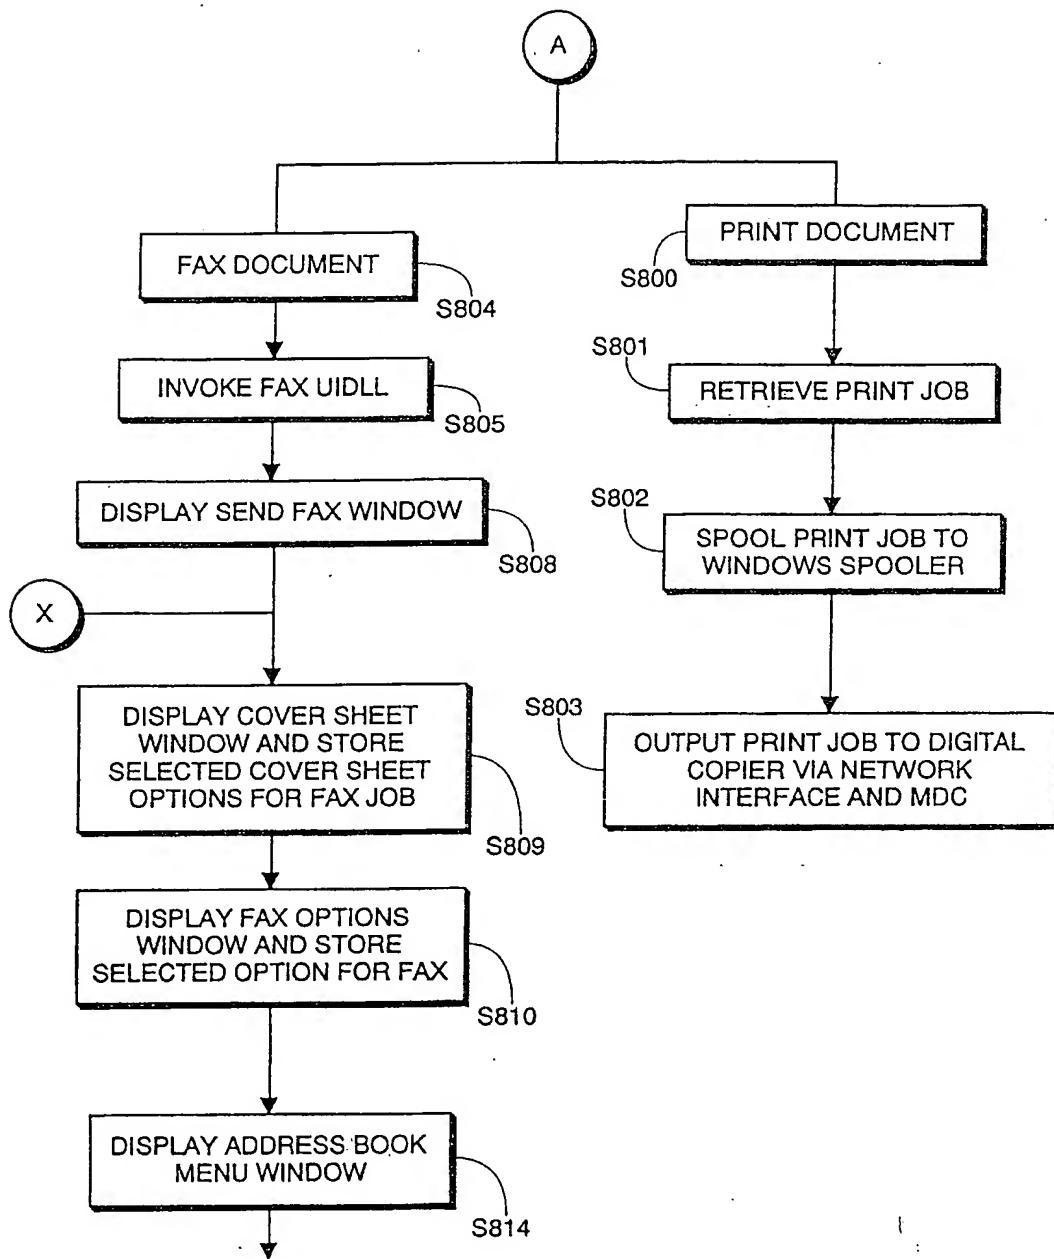 A
FAX DOCUMENT
S804
INVOKE FAX UIDLL
S805
DISPLAY SEND FAX WINDOW
S808
X
DISPLAY COVER SHEET
WINDOW AND STORE
SELECTED COVER SHEET
OPTIONS FOR FAX JOB
S809
DISPLAY FAX OPTIONS
WINDOW AND STORE
SELECTED OPTION FOR FAX
S810
DISPLAY ADDRESS BOOK
MENU WINDOW
S814
PRINT DOCUMENT
S800
S801
RETRIEVE PRINT JOB
S802
SPOOL PRINT JOB TO
WINDOWS SPOOLER
S803
OUTPUT PRINT JOB TO DIGITAL
COPIER VIA NETWORK
INTERFACE AND MDC